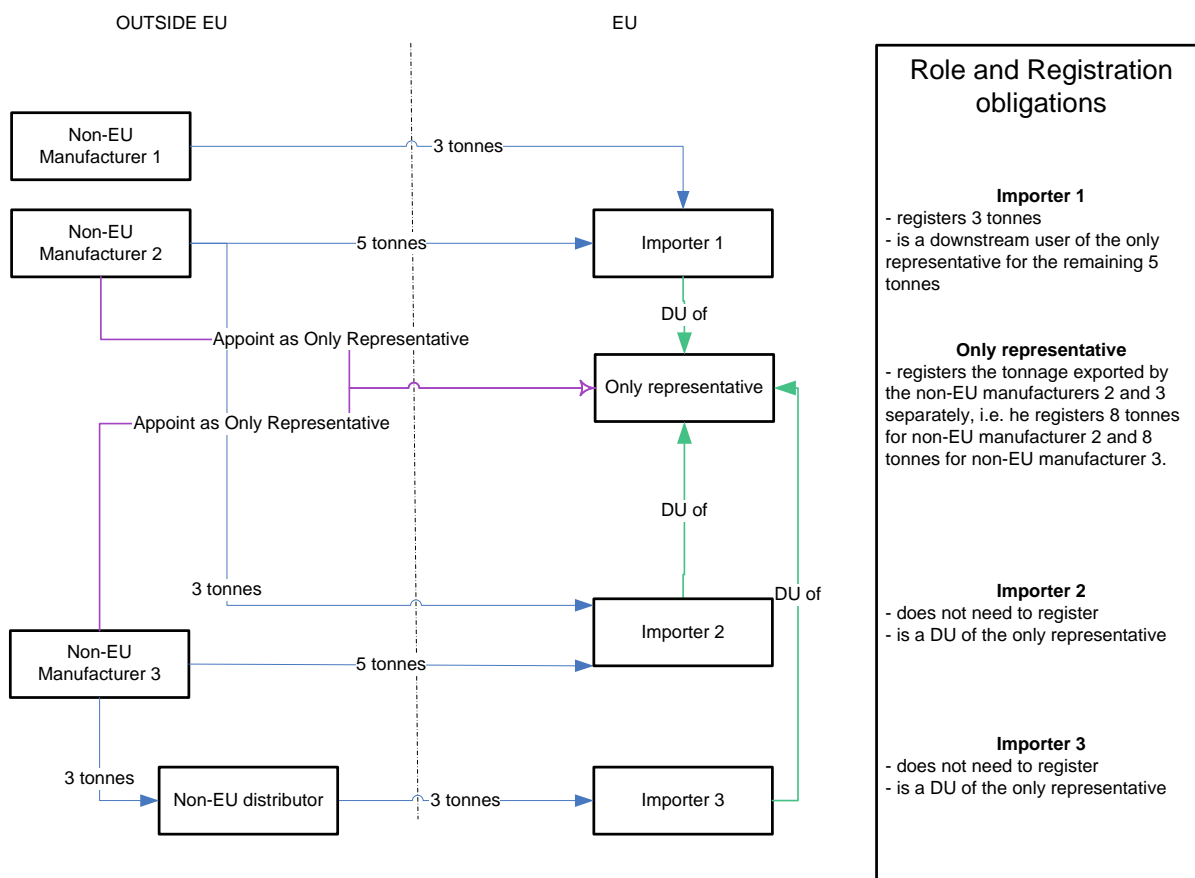 OUTSIDE EU
EU
Non-EU
Manufacturer 1
3 tonnes
Non-EU
Manufacturer 2
5 tonnes
Importer 1
DU of
Appoint as Only Representative
Only representative
Appoint as Only Representative
DU of
DU of
3 tonnes
Importer 2
Non-EU
Manufacturer 3
5 tonnes
3 tonnes
Non-EU distributor
3 tonnes
Importer 3
Role and Registration
obligations
Importer 1
- registers 3 tonnes
- is a downstream user of the only
representative for the remaining 5
tonnes
Only representative
- registers the tonnage exported by
the non-EU manufacturers 2 and 3
separately, i.e. he registers 8 tonnes
for non-EU manufacturer 2 and 8
tonnes for non-EU manufacturer 3.
Importer 2
- does not need to register
- is a DU of the only representative
Importer 3
- does not need to register
- is a DU of the only representative